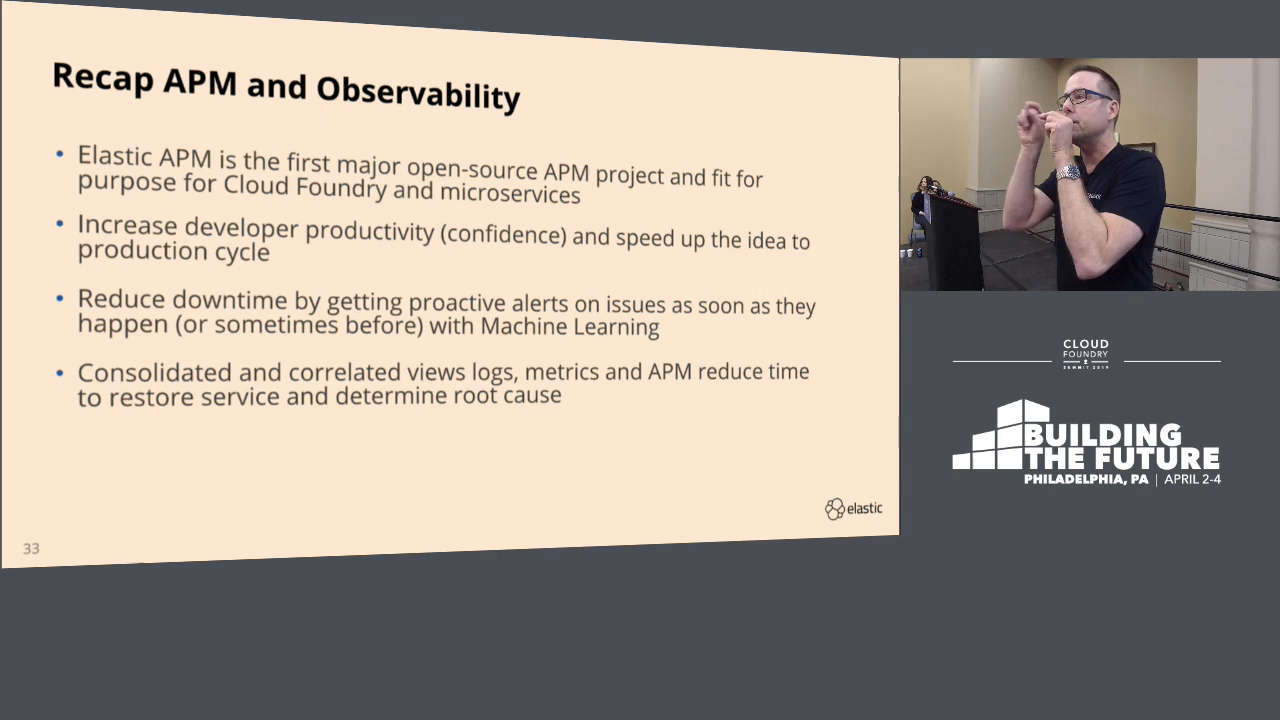 Recap APM and Observability
• Elastic APM is the first major open-source APM project and fit for
purpose for Cloud Foundry and microservices
• Increase developer productivity (confidence) and speed up the idea to
production cycle
• Reduce downtime by getting proactive alerts on issues as soon as they
happen (or sometimes before) with Machine Learning
• Consolidated and correlated views logs, metrics and APM reduce time
to restore service and determine root cause
elastic
33
CLOUD
FOUNDRY
SUMMIT 2019
BUILDING
THE FUTURE
PHILADELPHIA, PA | APRIL 2-4